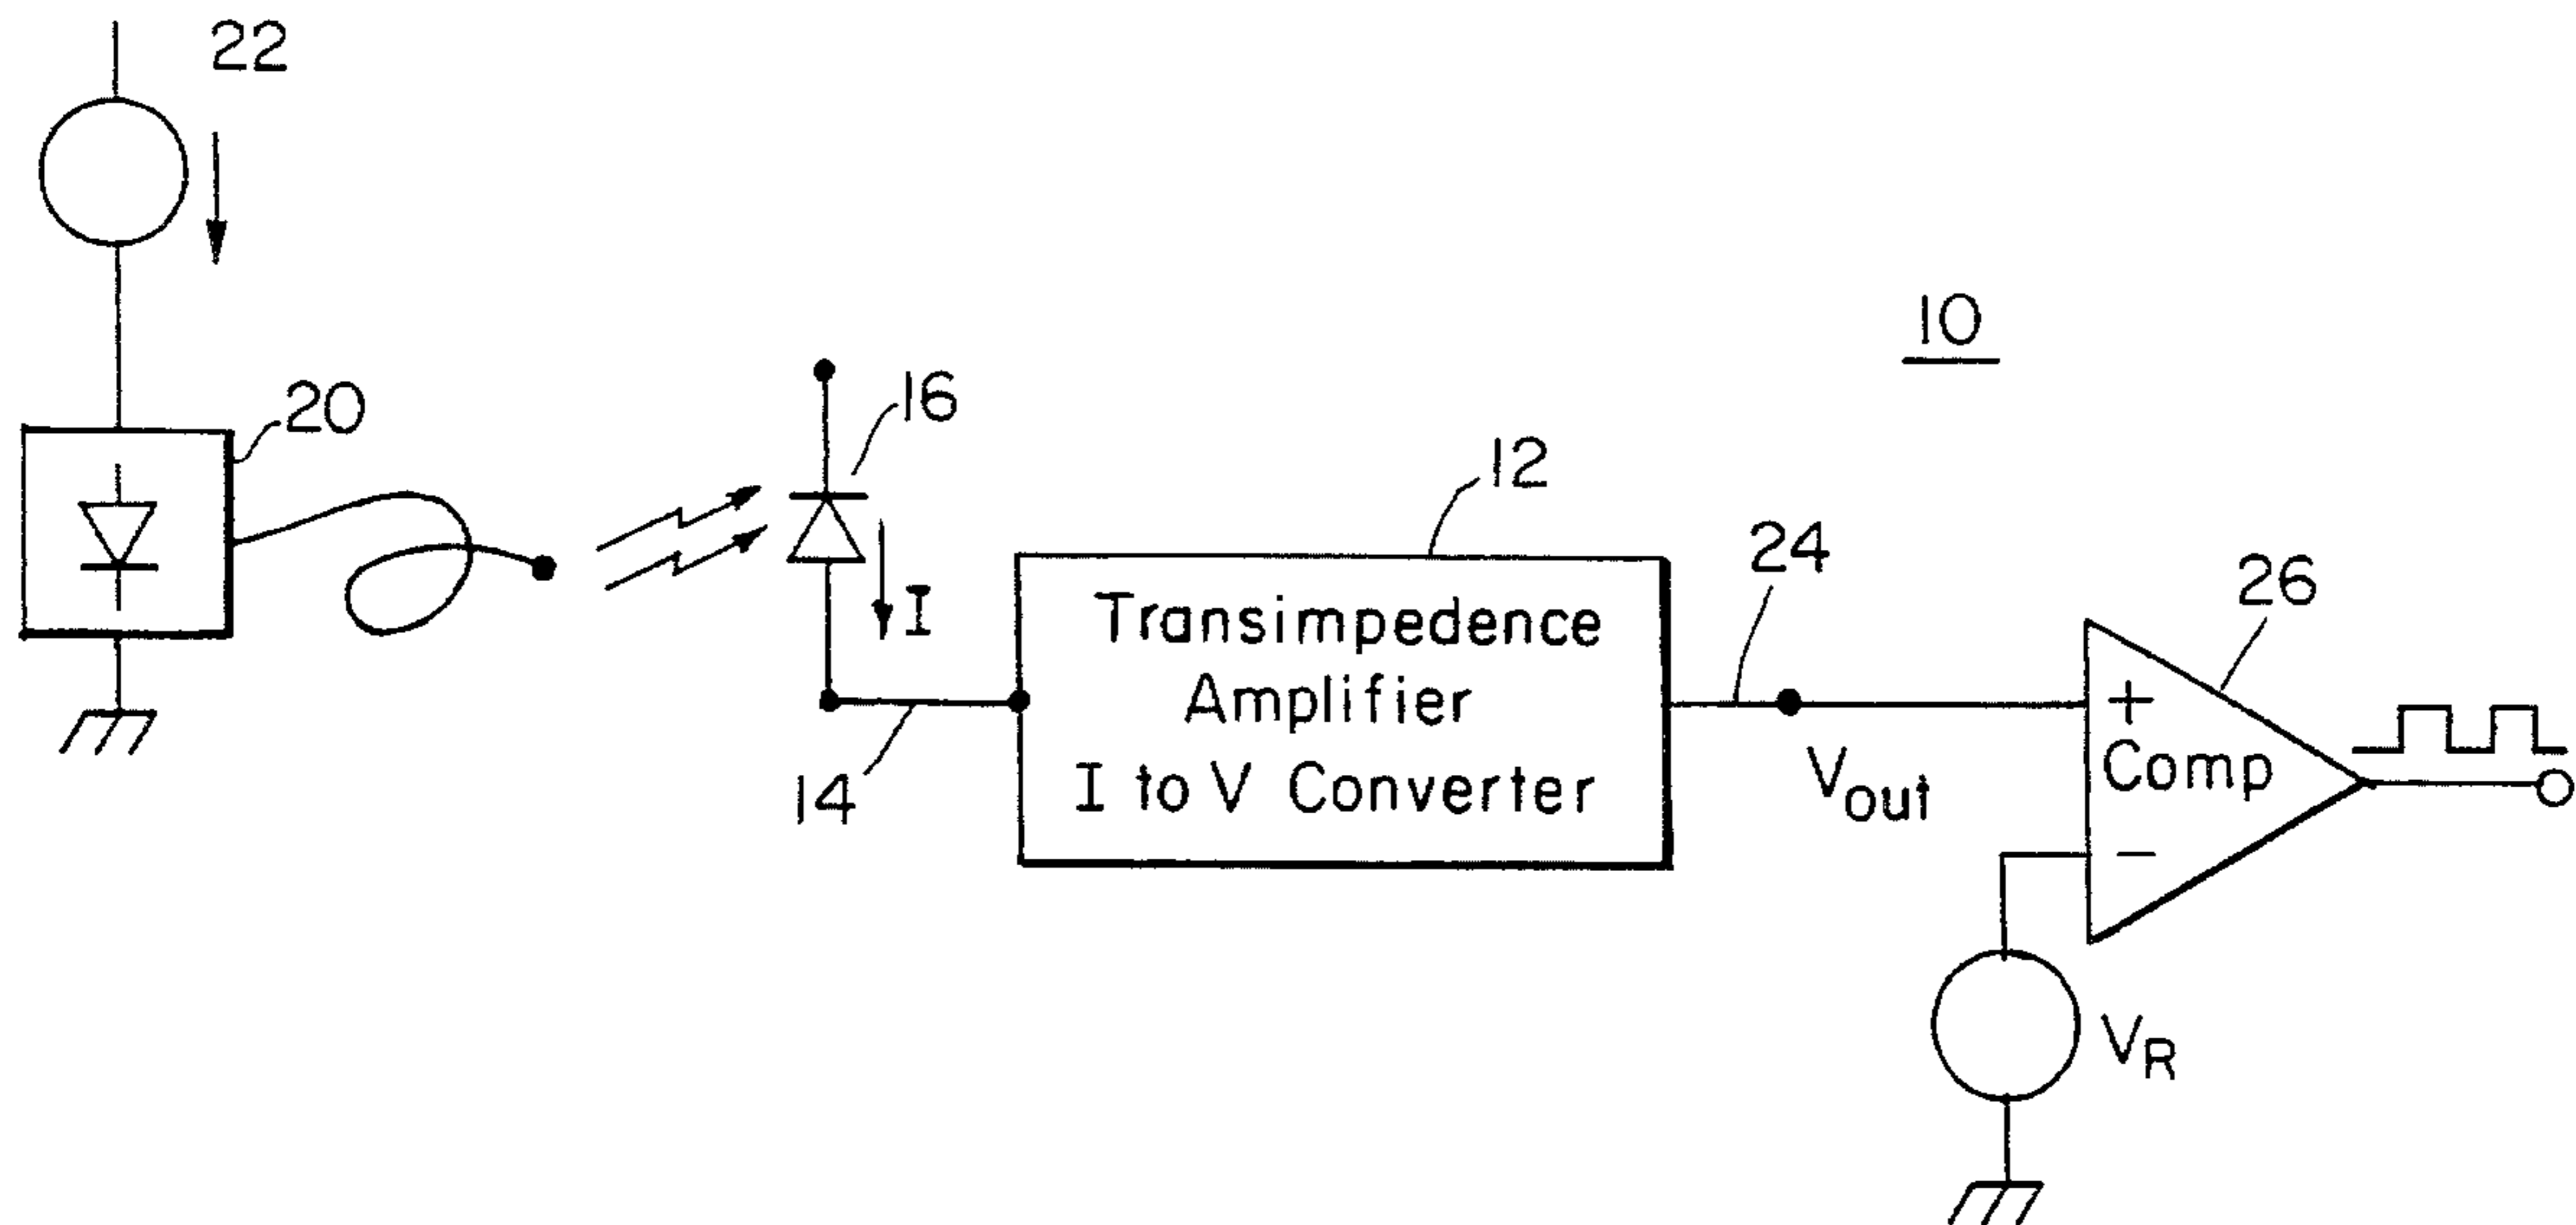 22
10
20
16
12
24
26
I
Transimpedence
Amplifier
I to V Converter
14
Vout
+
Comp
-
VR